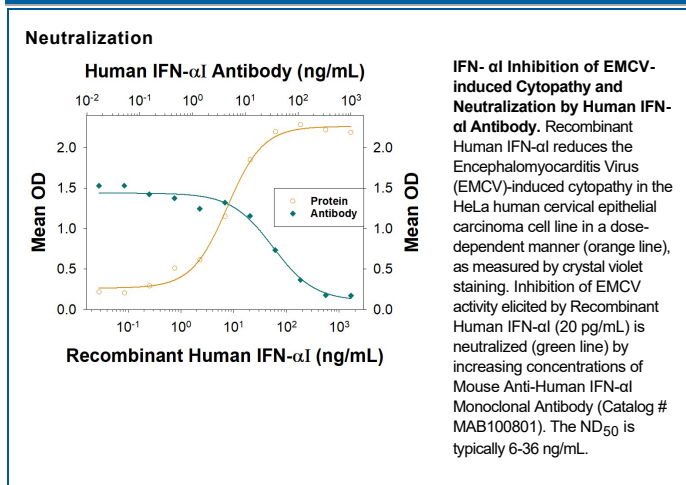 Neutralization
Human IFN-αI Antibody (ng/mL)
10-2 10-1 100 101 102 103
Mean OD
2.0
1.5
1.0
0.5
0.0
Protein
Antibody
2.0
1.5
1.0
0.5
0.0
Mean OD
10-1 100 101 102 103
Recombinant Human IFN-αI (ng/mL)
IFN- αI Inhibition of EMCV-
induced Cytopathy and
Neutralization by Human IFN-
αI Antibody. Recombinant
Human IFN-αI reduces the
Encephalomyocarditis Virus
(EMCV)-induced cytopathy in the
HeLa human cervical epithelial
carcinoma cell line in a dose-
dependent manner (orange line),
as measured by crystal violet
staining. Inhibition of EMCV
activity elicited by Recombinant
Human IFN-αI (20 pg/mL) is
neutralized (green line) by
increasing concentrations of
Mouse Anti-Human IFN-αI
Monoclonal Antibody (Catalog #
MAB100801). The ND50 is
typically 6-36 ng/mL.